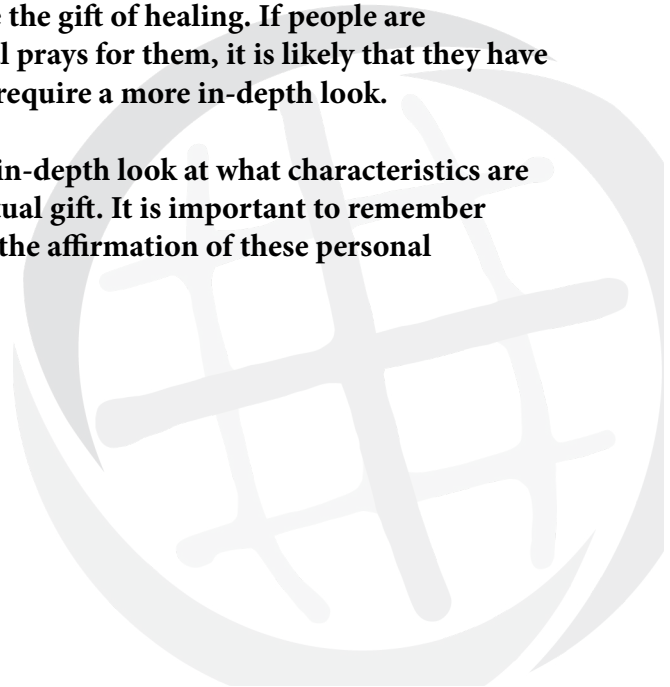 the gift of healing. If people are
prays for them, it is likely that they have
require a more in-depth look.
in-depth look at what characteristics are
gift. It is important to remember
the affirmation of these personal